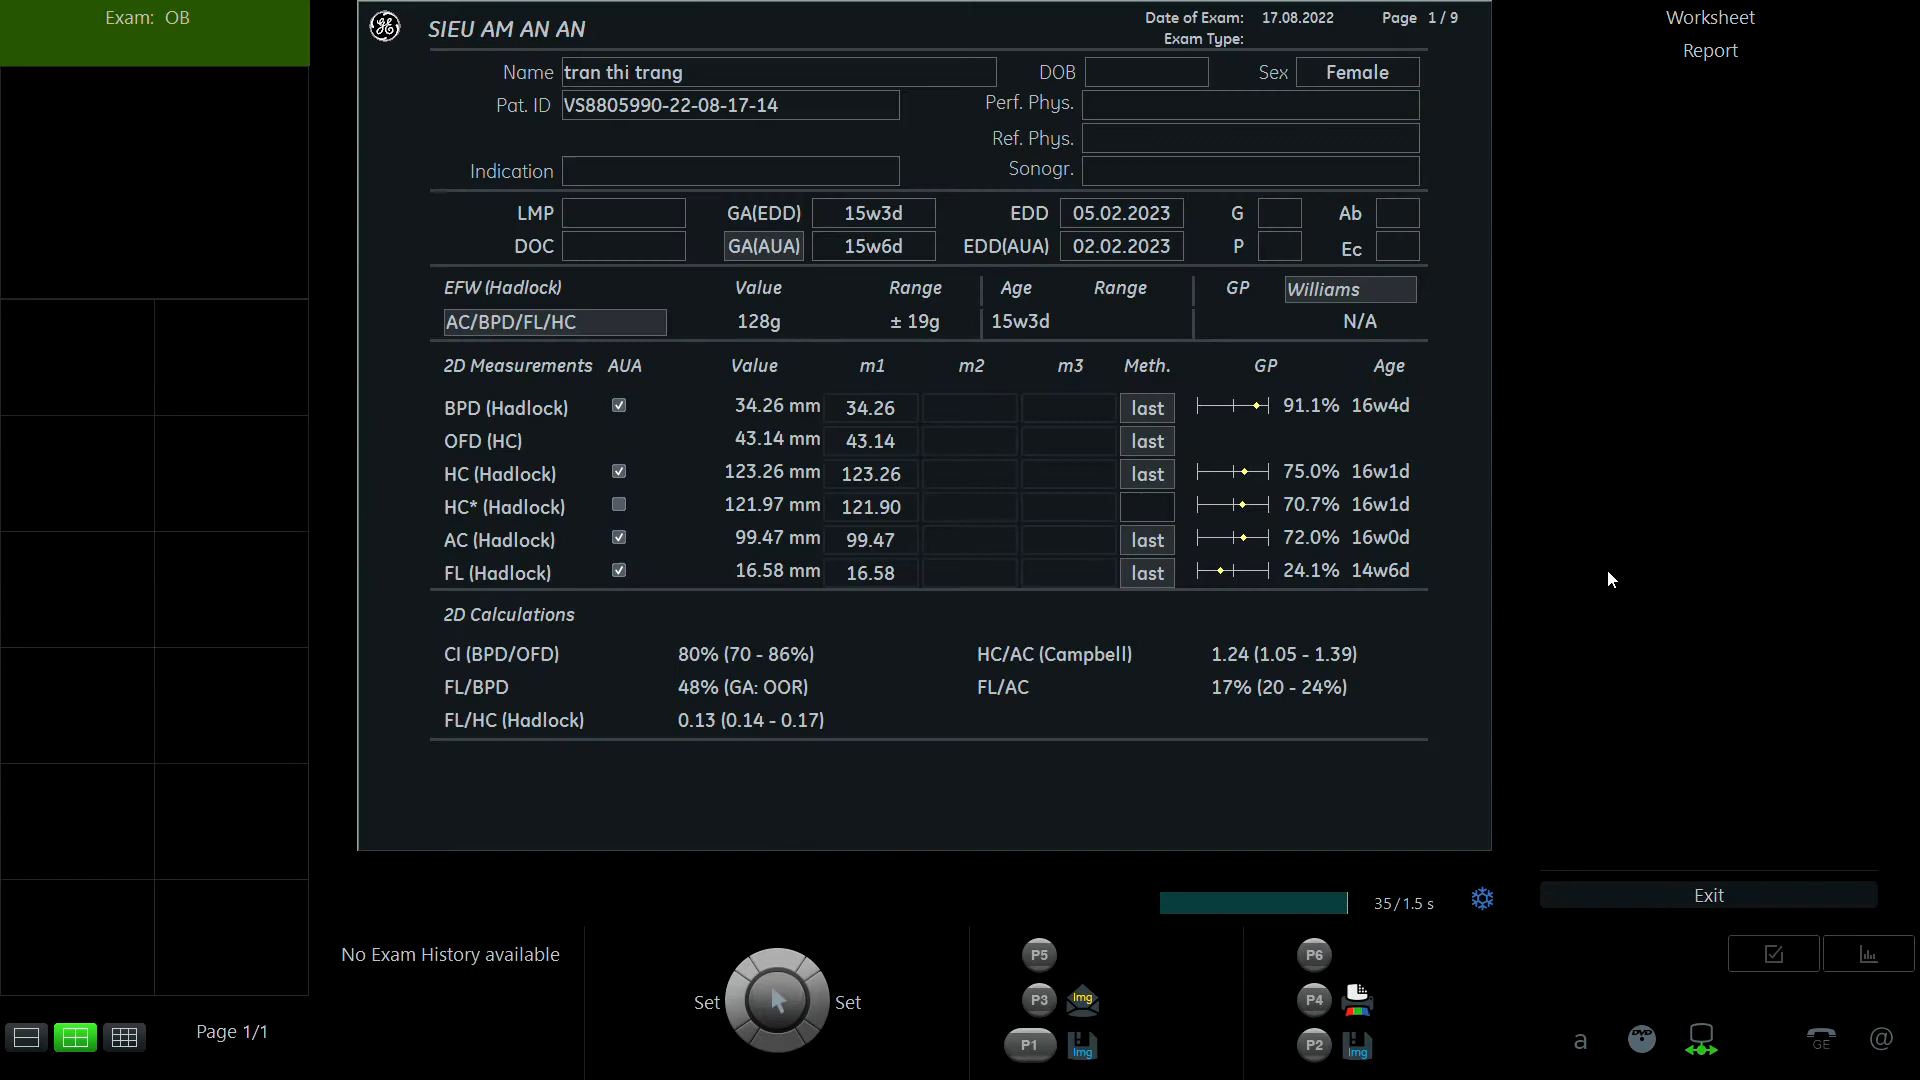 Exam: OB
SIEU AM AN AN
Date of Exam: 17.08.2022 Page 1 / 9
Exam Type:
Name tran thi trang DOB Sex Female
Pat. ID VS8805990-22-08-17-14 Perf. Phys.
Ref. Phys.
Indication Sonogr.
LMP GA(EDD) 15w3d EDD 05.02.2023 G Ab
DOC GA(AUA) 15w6d EDD(AUA) 02.02.2023 P Ec
EFW (Hadlock) Value Range Age Range GP Williams
AC/BPD/FL/HC 128g ± 19g 15w3d N/A
2D Measurements AUA Value m1 m2 m3 Meth. GP Age
BPD (Hadlock) 34.26 mm 34.26 last 91.1% 16w4d
OFD (HC) 43.14 mm 43.14 last
HC (Hadlock) 123.26 mm 123.26 last 75.0% 16w1d
HC* (Hadlock) 121.97 mm 121.90 70.7% 16w1d
AC (Hadlock) 99.47 mm 99.47 last 72.0% 16w0d
FL (Hadlock) 16.58 mm 16.58 last 24.1% 14w6d
2D Calculations
CI (BPD/OFD) 80% (70 - 86%) HC/AC (Campbell) 1.24 (1.05 - 1.39)
FL/BPD 48% (GA: OOR) FL/AC 17% (20 - 24%)
FL/HC (Hadlock) 0.13 (0.14 - 0.17)
Worksheet
Report
35 / 1.5 s
Exit
No Exam History available
Set Set
P5
P3 Img
P1 Img
P6
P4
P2 Img
Page 1/1
a DVD GE @